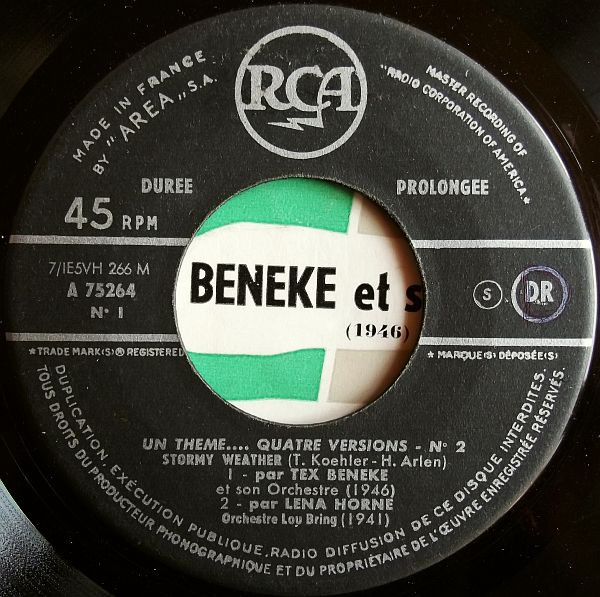 RCA
MADE IN FRANCE
BY "AREA,, S.A.
MASTER RECORDING OF
"RADIO CORPORATION OF AMERICA"
DUREE
PROLONGEE
45 RPM
7/1E5VH 266 M
A 75264
N° 1
BENEKE et s
(1946)
S
DR
* TRADE MARK(S) ® REGISTERED
* MARQUE(S) DÉPOSÉE(S)
UN THEME.... QUATRE VERSIONS - N° 2
STORMY WEATHER (T. Koehler - H. Arlen)
1 - par TEX BENEKE
et son Orchestre (1946)
2 - par LENA HORNE
Orchestre Lou Bring (1941)
DUPLICATION, EXÉCUTION PUBLIQUE, RADIO DIFFUSION DE CE DISQUE INTERDITES.
TOUS DROITS DU PRODUCTEUR PHONOGRAPHIQUE ET DU PROPRIÉTAIRE DE L'ŒUVRE ENREGISTRÉE RÉSERVÉS.